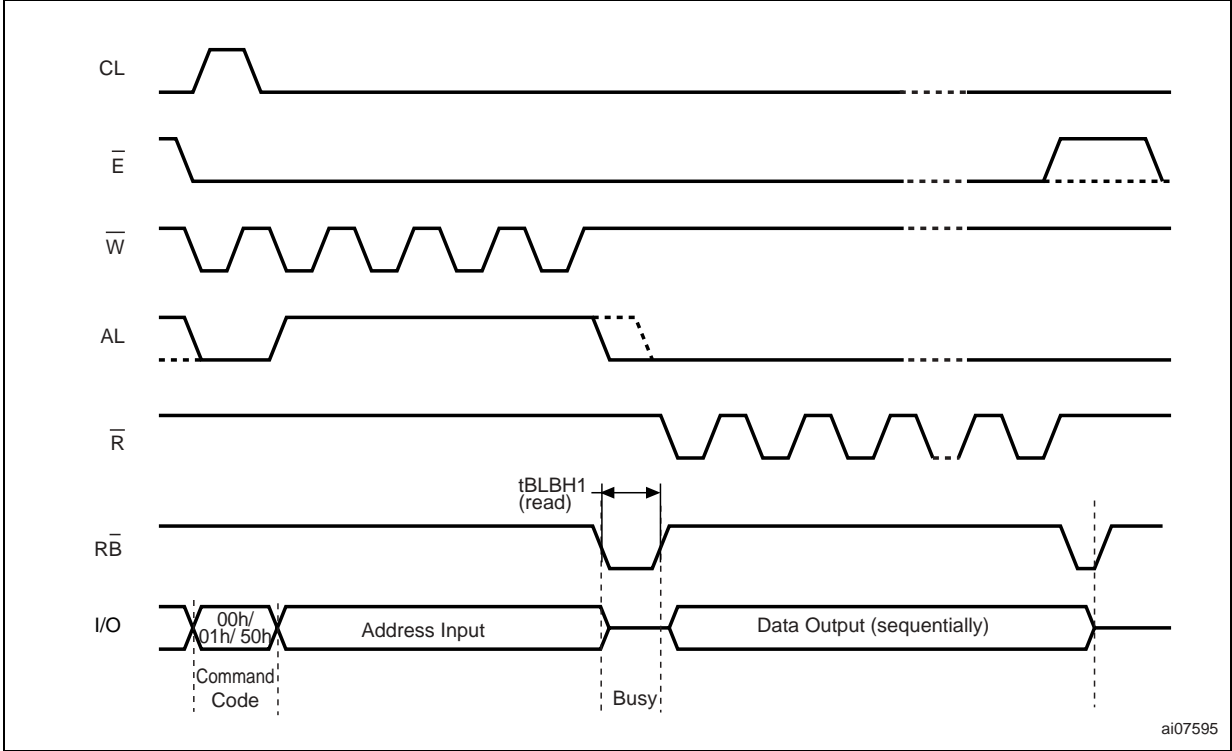 CL
E̅
W̅
AL
R̅
tBLBH1
(read)
RB̅
I/O
00h/
01h/ 50h
Address Input
Data Output (sequentially)
Command
Code
Busy
ai07595